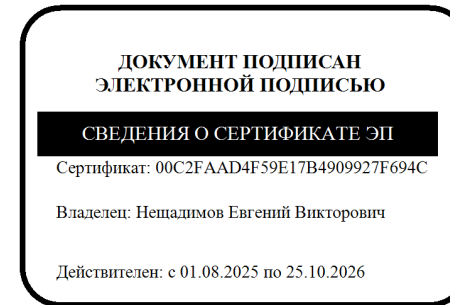 ДОКУМЕНТ ПОДПИСАН
ЭЛЕКТРОННОЙ ПОДПИСЬЮ
СВЕДЕНИЯ О СЕРТИФИКАТЕ ЭП
Сертификат: 00C2FAAD4F59E17B4909927F694C
Владелец: Нещадимов Евгений Викторович
Действителен: с 01.08.2025 по 25.10.2026